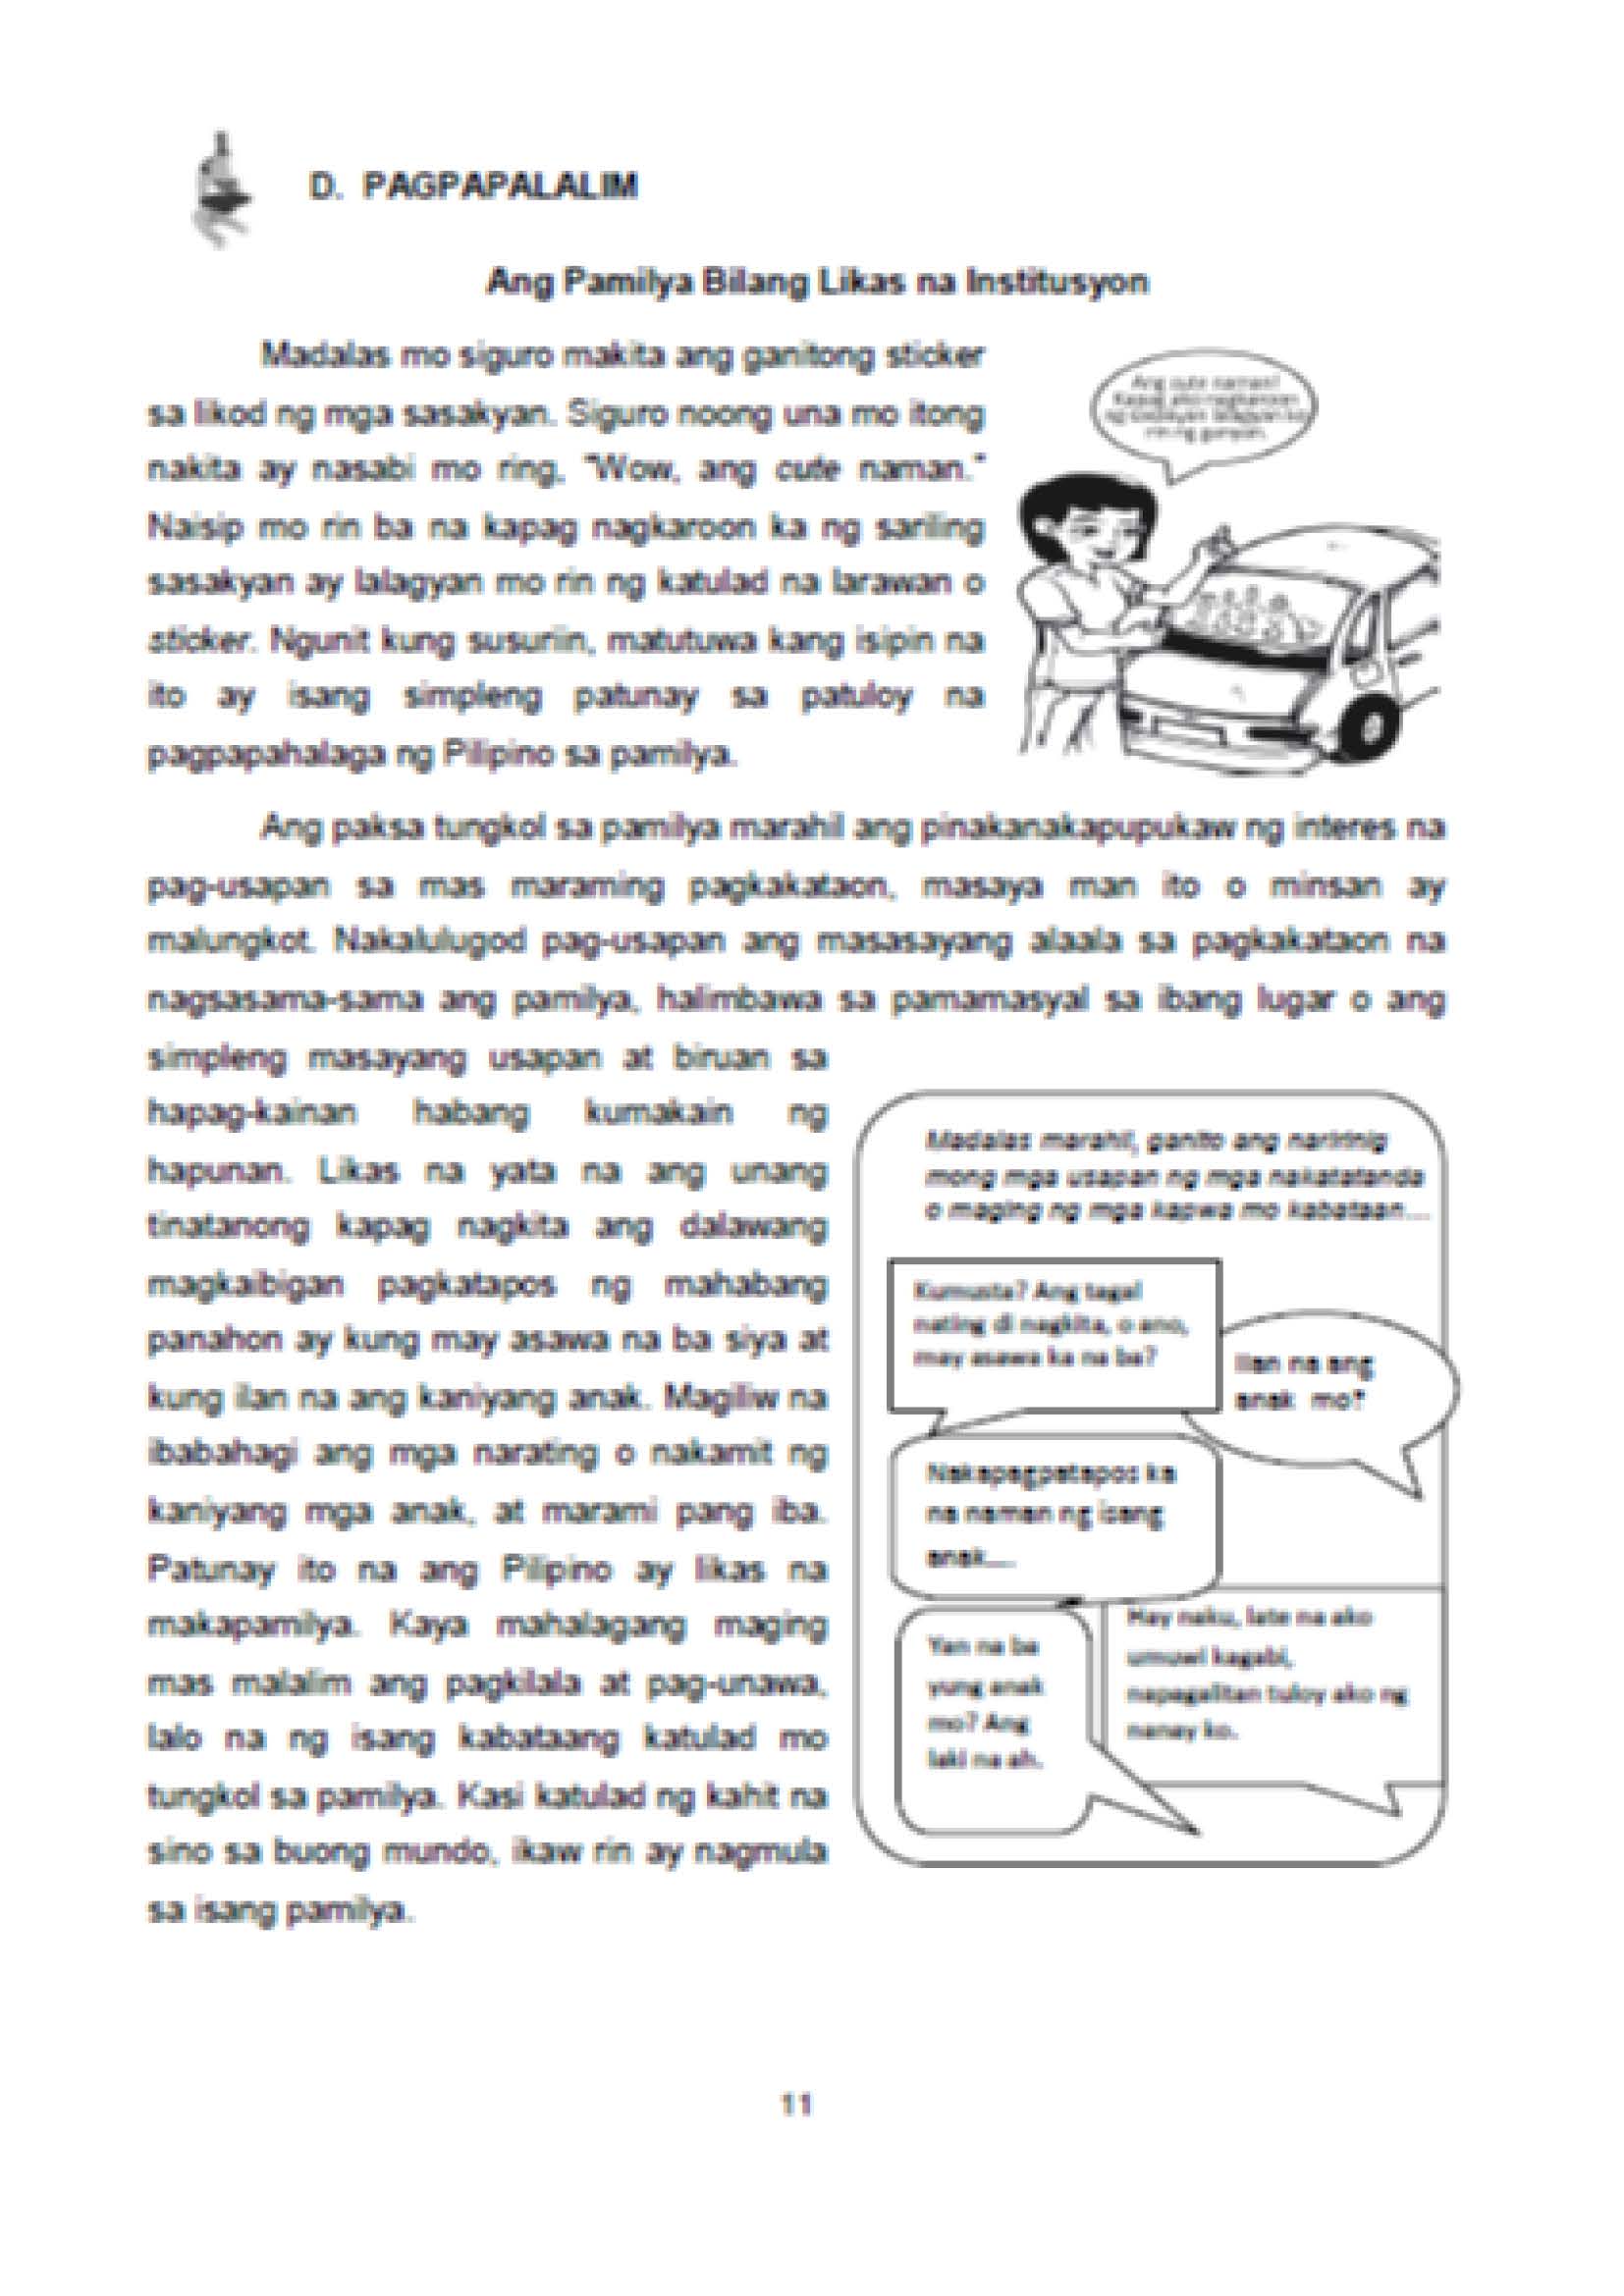 D. PAGPAPALALIM
Ang Pamilya Bilang Likas na Institusyon
Madalas mo siguro makita ang ganitong sticker
sa likod ng mga sasakyan. Siguro noong una mo itong
nakita ay nasabi mo ring, "Wow, ang cute naman."
Naisip mo rin ba na kapag nagkaroon ka ng sariling
sasakyan ay lalagyan mo rin ng katulad na larawan o
sticker. Ngunit kung susuriin, matutuwa kang isipin na
ito ay isang simpleng patunay sa patuloy na
pagpapahalaga ng Pilipino sa pamilya.
Ang cute naman!
Kapag ako nagkaroon
ng sasakyan lalagyan ko
rin ng ganyan.
Ang paksa tungkol sa pamilya marahil ang pinakanakapupukaw ng interes na
pag-usapan sa mas maraming pagkakataon, masaya man ito o minsan ay
malungkot. Nakalulugod pag-usapan ang masasayang alaala sa pagkakataon na
nagsasama-sama ang pamilya, halimbawa sa pamamasyal sa ibang lugar o ang
simpleng masayang usapan at biruan sa
hapag-kainan habang kumakain ng
hapunan. Likas na yata na ang unang
tinatanong kapag nagkita ang dalawang
magkaibigan pagkatapos ng mahabang
panahon ay kung may asawa na ba siya at
kung ilan na ang kaniyang anak. Magiliw na
ibabahagi ang mga narating o nakamit ng
kaniyang mga anak, at marami pang iba.
Patunay ito na ang Pilipino ay likas na
makapamilya. Kaya mahalagang maging
mas malalim ang pagkilala at pag-unawa,
lalo na ng isang kabataang katulad mo
tungkol sa pamilya. Kasi katulad ng kahit na
sino sa buong mundo, ikaw rin ay nagmula
sa isang pamilya.
Madalas marahil, ganito ang naririnig
mong mga usapan ng mga nakatatanda
o maging ng mga kapwa mo kabataan...
Kumusta? Ang tagal
nating di nagkita, o ano,
may asawa ka na ba?
Ilan na ang
anak mo?
Nakapagpatapos ka
na naman ng isang
anak....
Yan na ba
yung anak
mo? Ang
laki na ah.
Hay naku, late na ako
umuwi kagabi,
napagalitan tuloy ako ng
nanay ko.
11